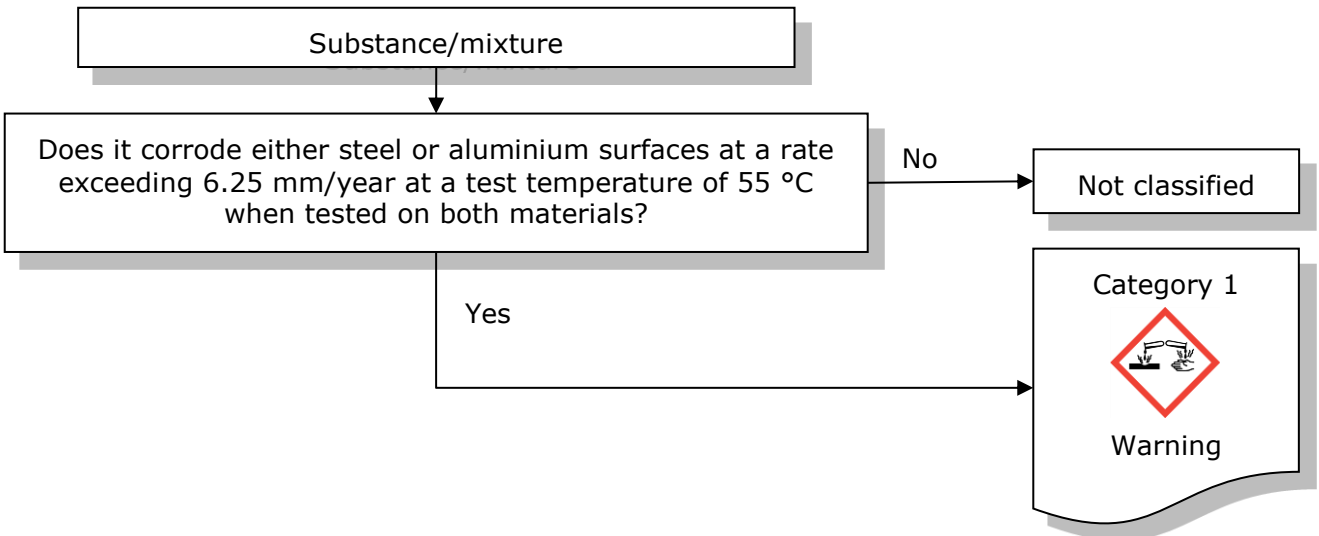 Substance/mixture
Does it corrode either steel or aluminium surfaces at a rate
exceeding 6.25 mm/year at a test temperature of 55 °C
when tested on both materials?
No
Not classified
Yes
Category 1
Warning